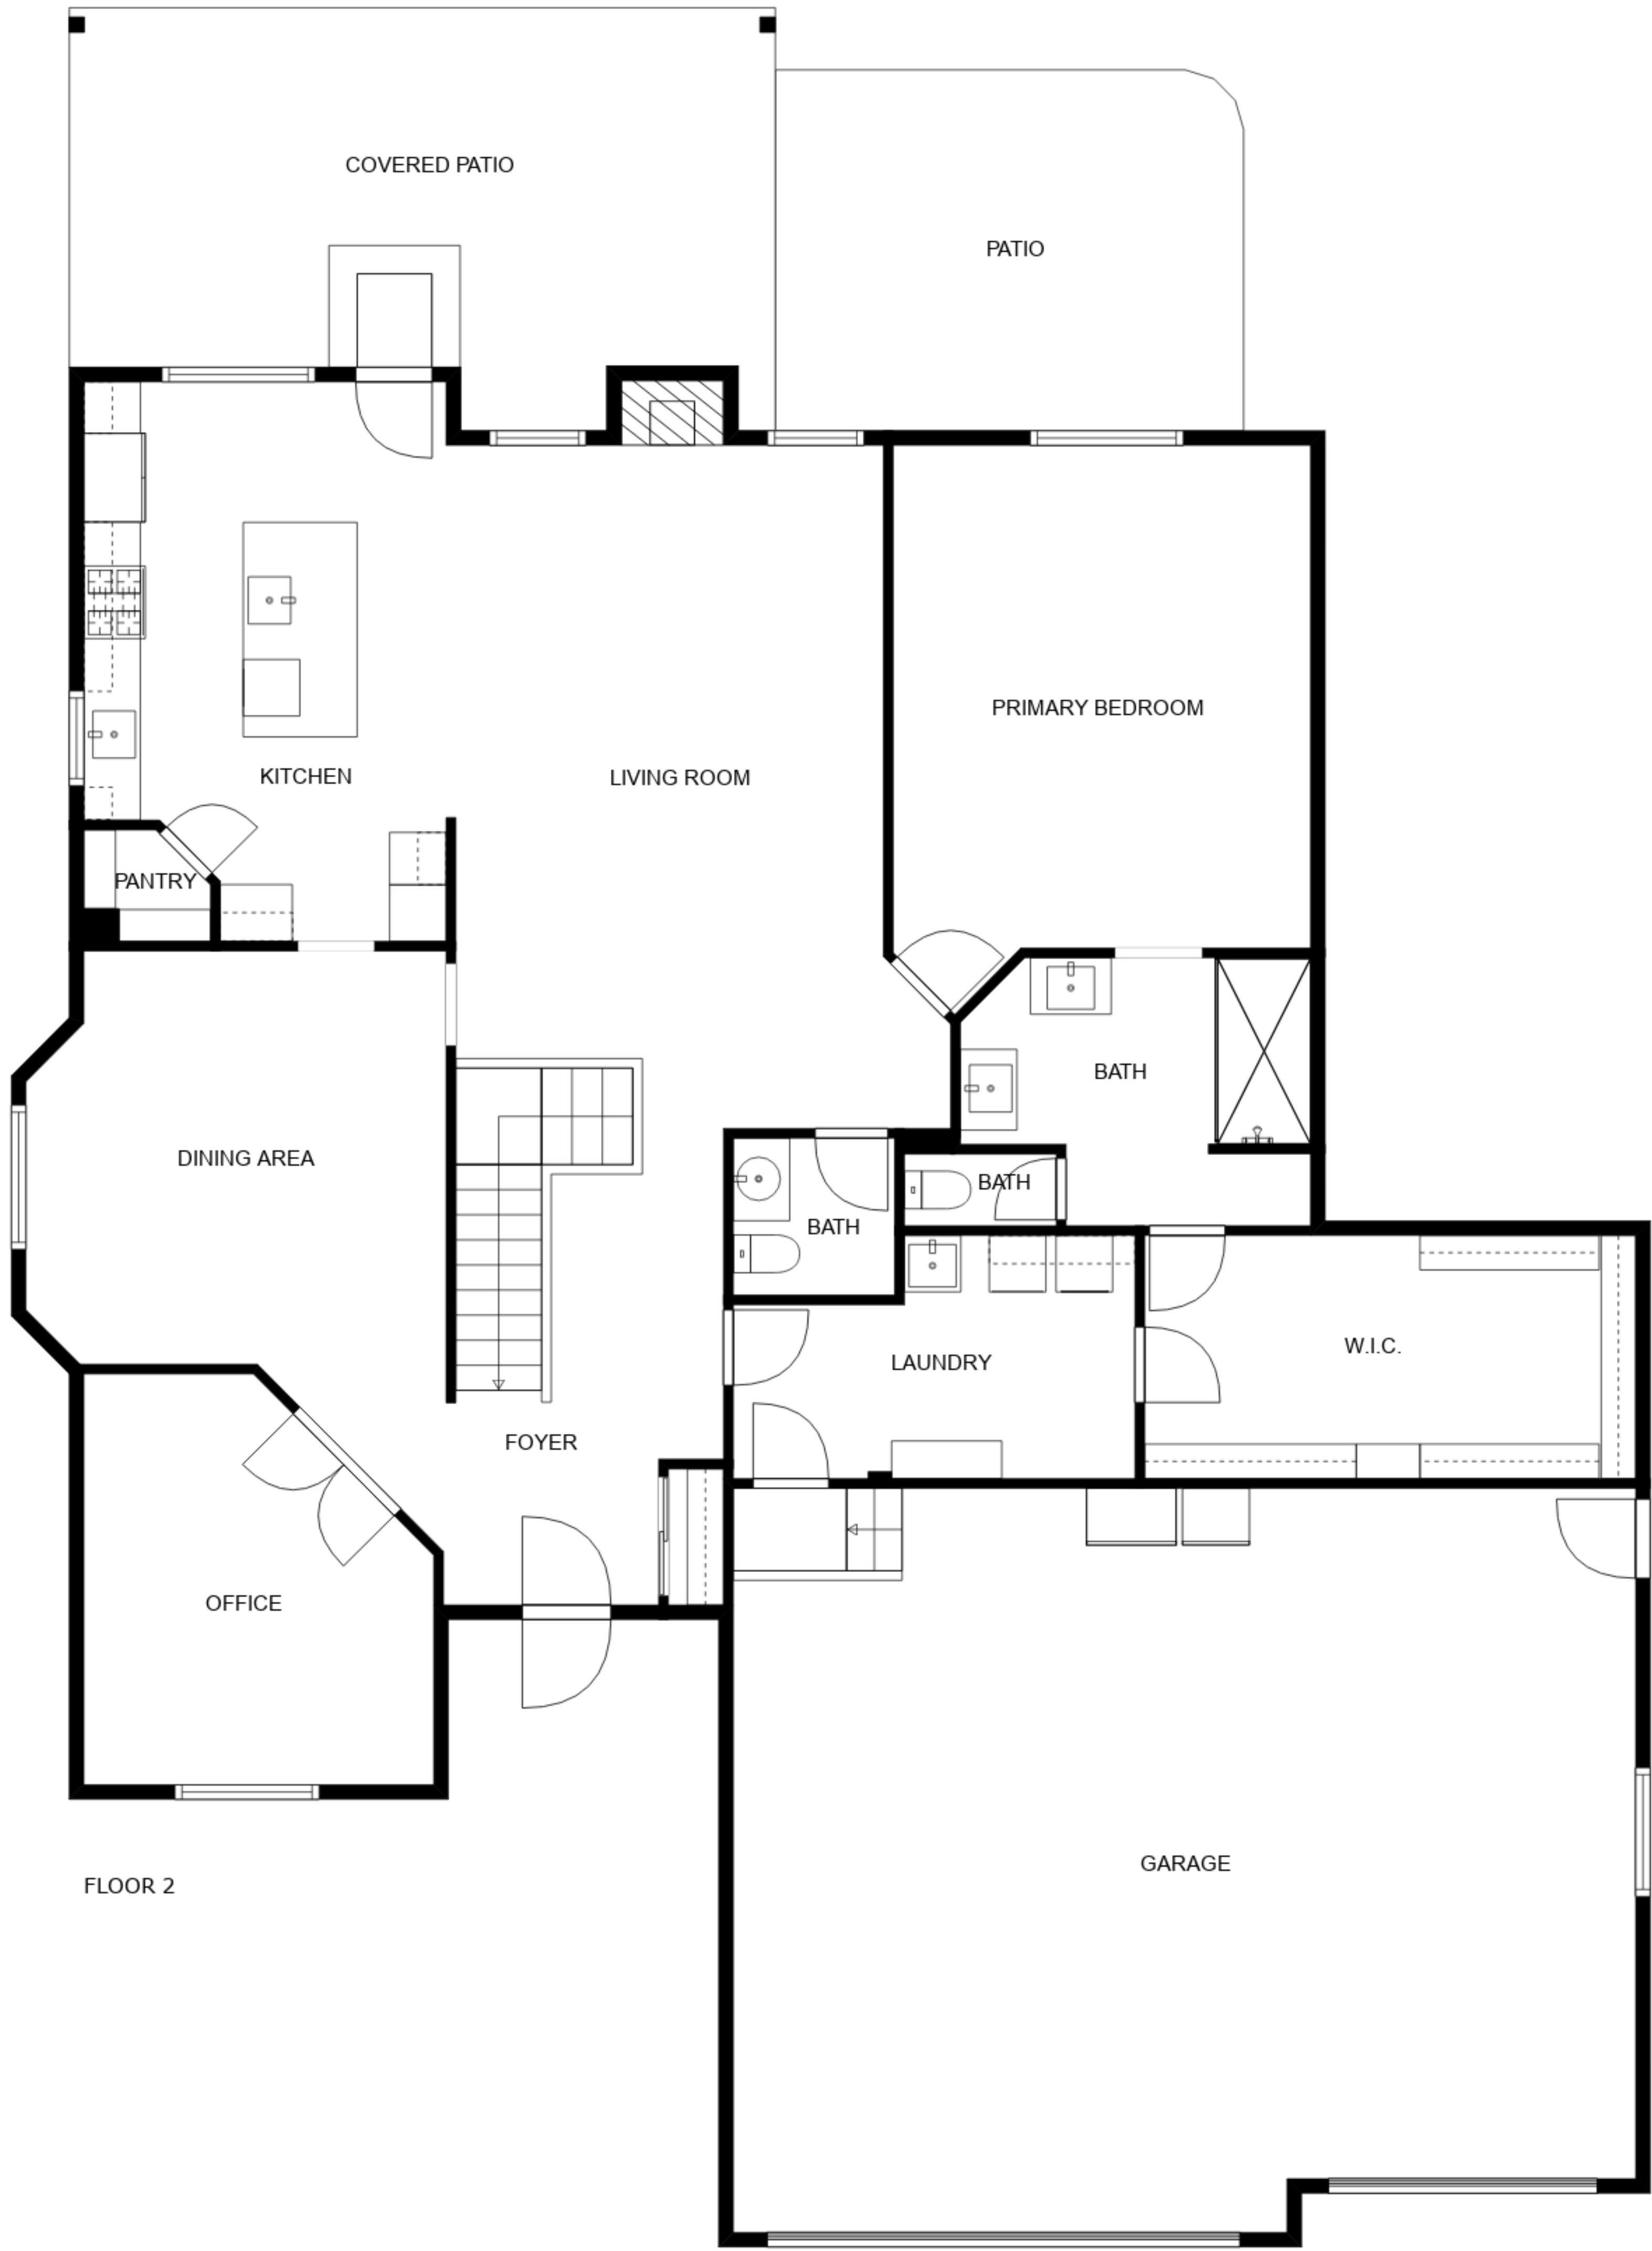 COVERED PATIO
PATIO
PRIMARY BEDROOM
KITCHEN
LIVING ROOM
PANTRY
BATH
DINING AREA
BATH
BATH
W.I.C.
LAUNDRY
FOYER
OFFICE
GARAGE
FLOOR 2